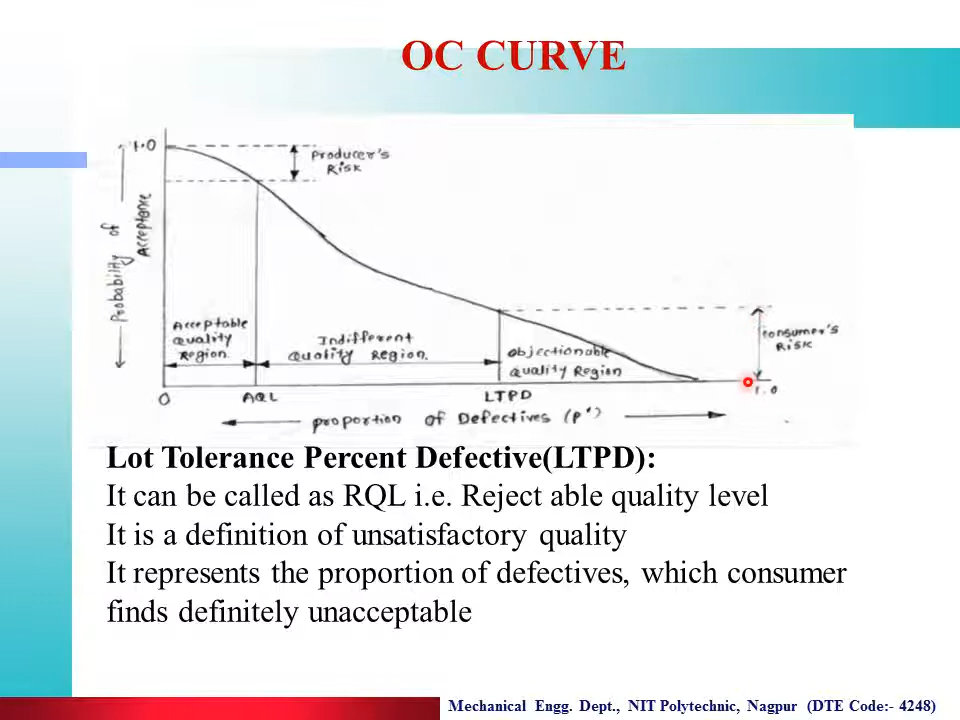 OC CURVE
1.0
Producer's
Risk
Probability of
Acceptance
Acceptable
Quality
Region
Indifferent
Quality Region.
Objectionable
Quality Region
Consumer's
Risk
0
AQL
LTPD
1.0
proportion of Defectives (p')
Lot Tolerance Percent Defective(LTPD):
It can be called as RQL i.e. Reject able quality level
It is a definition of unsatisfactory quality
It represents the proportion of defectives, which consumer
finds definitely unacceptable
Mechanical Engg. Dept., NIT Polytechnic, Nagpur (DTE Code:- 4248)